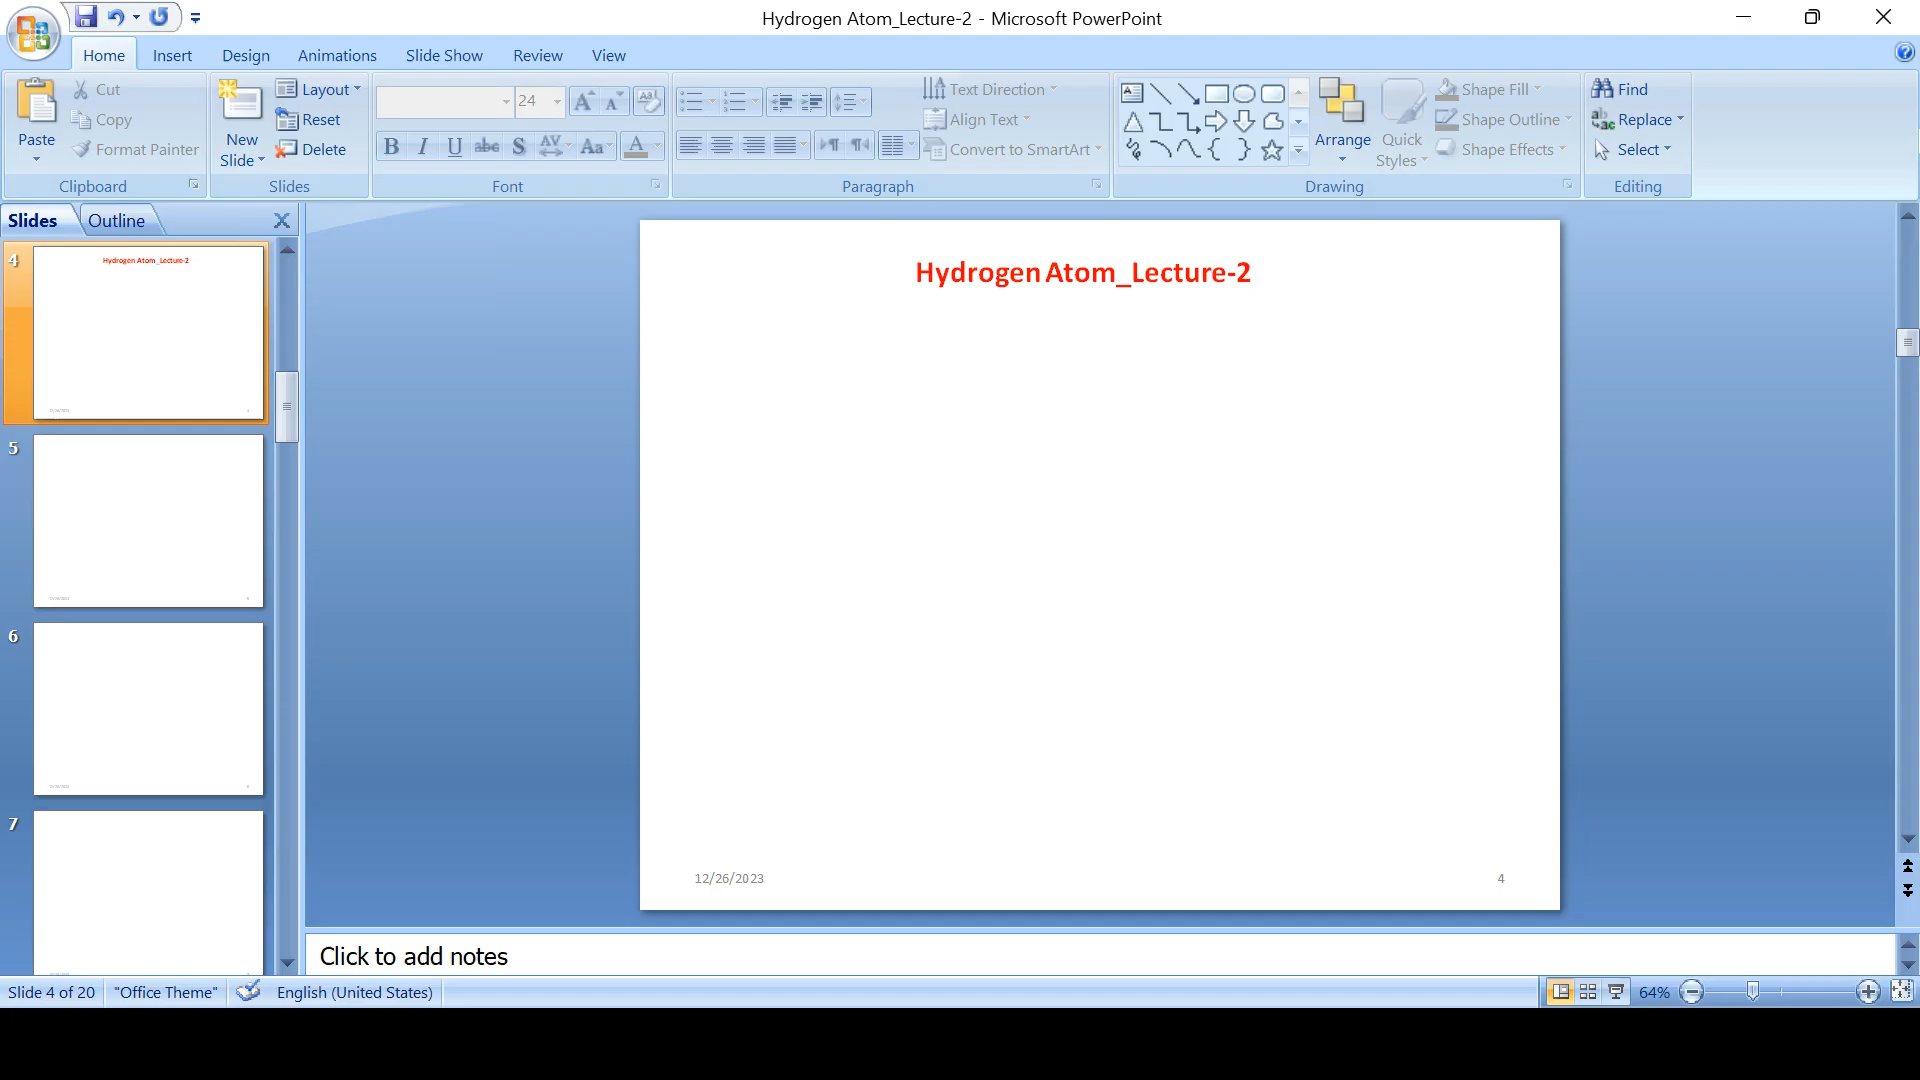 Hydrogen Atom_Lecture-2 - Microsoft PowerPoint
Home Insert Design Animations Slide Show Review View
Paste
Cut
Copy
Format Painter
Clipboard
New Slide
Layout
Reset
Delete
Slides
24
B I U abc S AV Aa A
Font
Text Direction
Align Text
Convert to SmartArt
Paragraph
Arrange
Quick Styles
Shape Fill
Shape Outline
Shape Effects
Drawing
Find
Replace
Select
Editing
Slides Outline
4
Hydrogen Atom_Lecture-2
5
6
7
Hydrogen Atom_Lecture-2
12/26/2023 4
Click to add notes
Slide 4 of 20 "Office Theme" English (United States) 64%